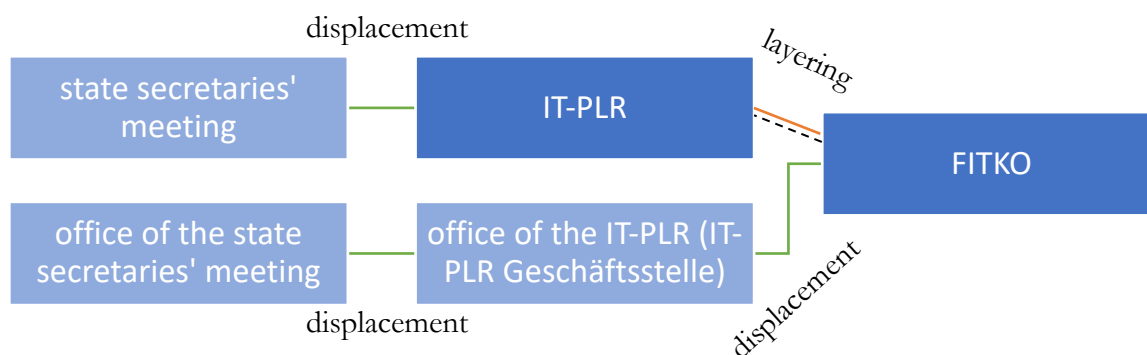 displacement
layering
state secretaries'
meeting
IT-PLR
FITKO
office of the state
secretaries' meeting
office of the IT-PLR (IT-
PLR Geschäftsstelle)
displacement
displacement